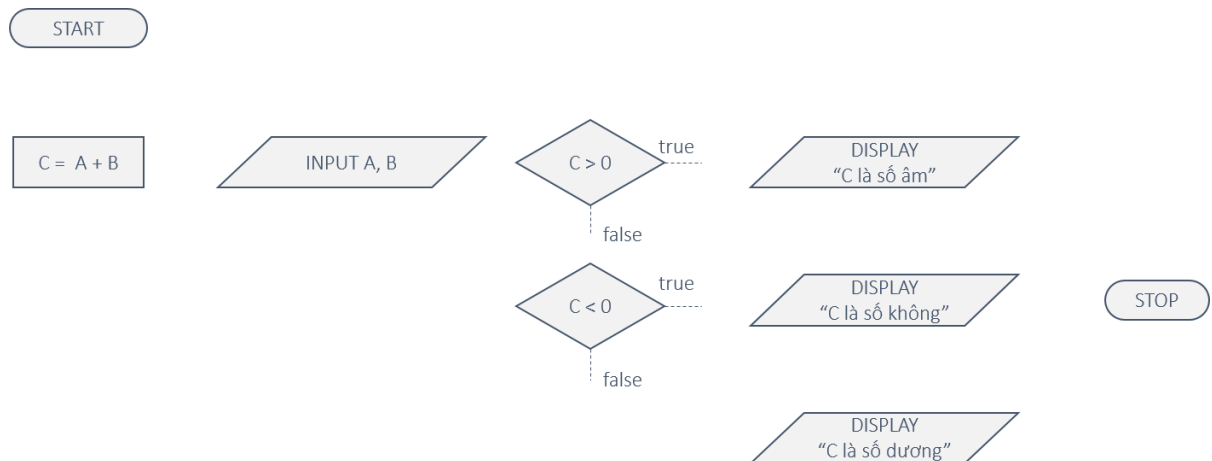 START
C = A + B
INPUT A, B
C > 0
true
false
DISPLAY
“C là số âm”
C < 0
true
false
DISPLAY
“C là số không”
STOP
DISPLAY
“C là số dương”